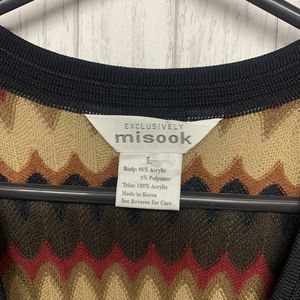 EXCLUSIVELY
misook
Body: 95% Acrylic
5% Polyester
Trim: 100% Acrylic
Made in Korea
See Reverse for Care